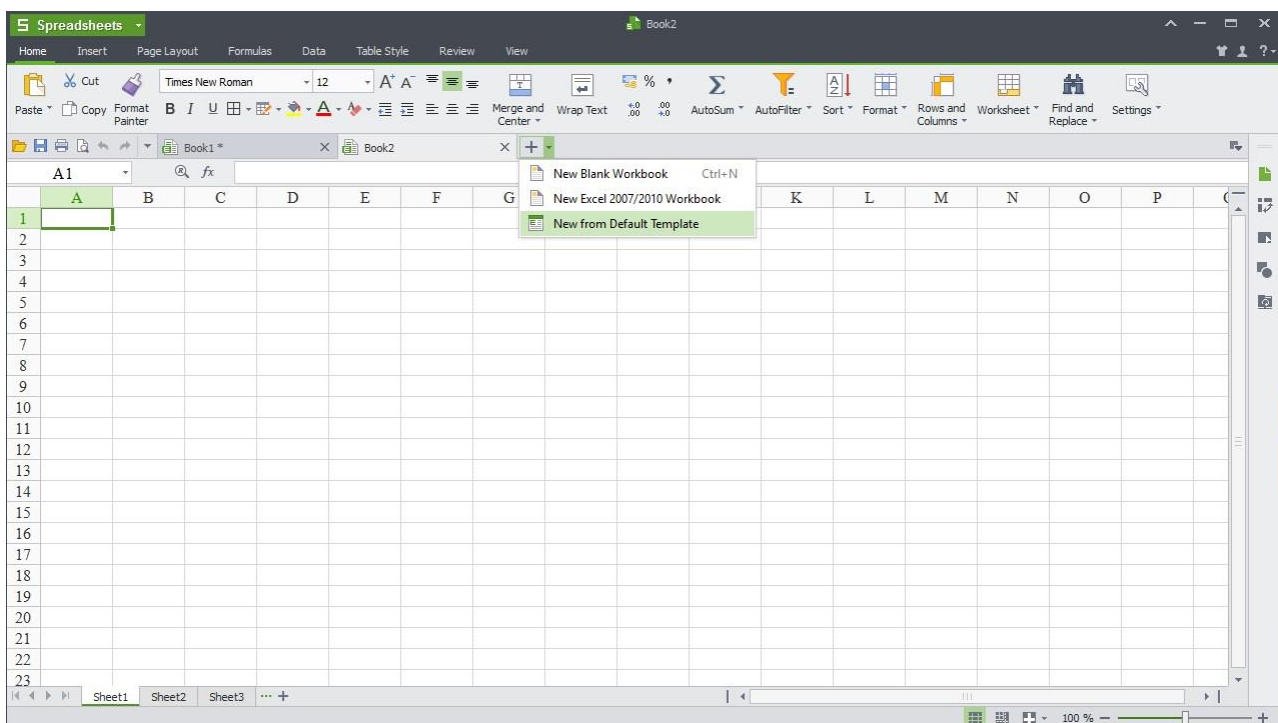 Spreadsheets
Book2
Home Insert Page Layout Formulas Data Table Style Review View
Cut Times New Roman 12 A+ A- %
Paste Copy Format Painter B I U A Merge and Center Wrap Text .00 .00 AutoSum AutoFilter Sort Format Rows and Columns Worksheet Find and Replace Settings
Book1 * Book2
A1 fx
New Blank Workbook Ctrl+N
New Excel 2007/2010 Workbook
New from Default Template
A B C D E F G K L M N O P
1
2
3
4
5
6
7
8
9
10
11
12
13
14
15
16
17
18
19
20
21
22
23
Sheet1 Sheet2 Sheet3
100 %